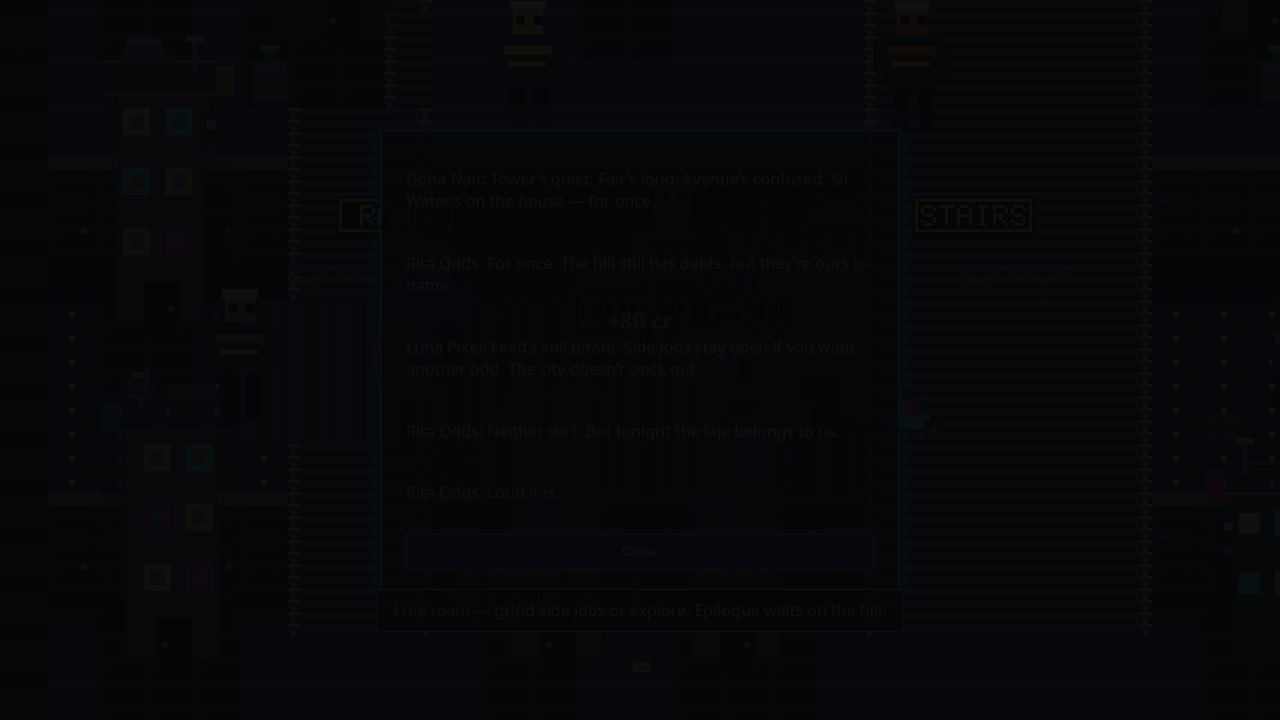 Dona Nair: Tower's quiet. Fair's loud. Avenue's confused. Sit.
Water's on the house — for once.
STAIRS
Rita Odds: For once. The hill still has debts, but they're ours to
name.
+80 cr
Luna Pixel: Feed's still pirate. Side jobs stay open if you want
another odd. The city doesn't clock out.
Rita Odds: Neither do I. But tonight the laje belongs to us.
Rita Odds: Loud it is.
Close
Free roam — grind side jobs or explore. Epilogue waits on the hill.